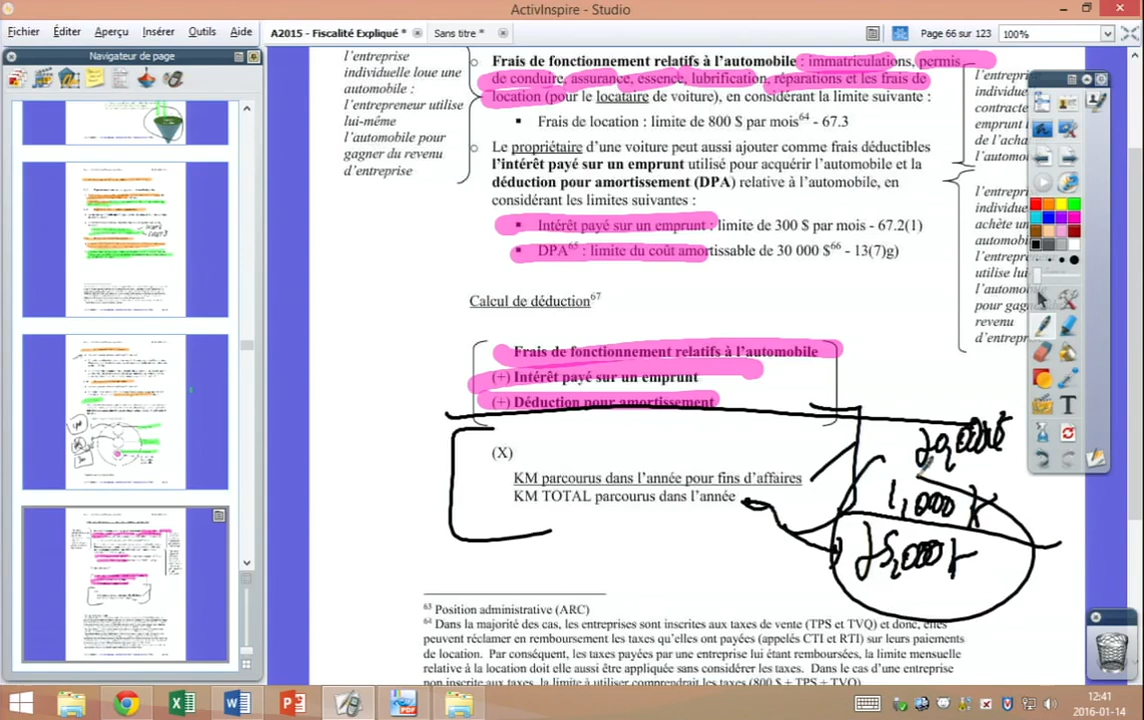 ActivInspire - Studio
Fichier Éditer Aperçu Insérer Outils Aide
A2015 - Fiscalité Expliqué *
Sans titre *
Page 66 sur 123
100%
Navigateur de page
l'entreprise
individuelle loue une
automobile :
l'entrepreneur utilise
lui-même
l'automobile pour
gagner du revenu
d'entreprise
Frais de fonctionnement relatifs à l'automobile : immatriculations, permis
de conduire, assurance, essence, lubrification, réparations et les frais de
location (pour le locataire de voiture), en considérant la limite suivante :
Frais de location : limite de 800 $ par mois64 - 67.3
Le propriétaire d'une voiture peut aussi ajouter comme frais déductibles
l'intérêt payé sur un emprunt utilisé pour acquérir l'automobile et la
déduction pour amortissement (DPA) relative à l'automobile, en
considérant les limites suivantes :
Intérêt payé sur un emprunt : limite de 300 $ par mois - 67.2(1)
DPA65 : limite du coût amortissable de 30 000 $66 - 13(7)g)
l'entrepri
individue
contracte
emprunt
de l'acha
l'automo
l'entrepri
individue
achète un
automobi
l'entrepre
utilise lui
l'automob
pour gagn
revenu
d'entrepr
Calcul de déduction67
Frais de fonctionnement relatifs à l'automobile
(+) Intérêt payé sur un emprunt
(+) Déduction pour amortissement
(X)
KM parcourus dans l'année pour fins d'affaires
KM TOTAL parcourus dans l'année
25,000 k
63 Position administrative (ARC)
64 Dans la majorité des cas, les entreprises sont inscrites aux taxes de vente (TPS et TVQ) et donc, elles
peuvent réclamer en remboursement les taxes qu'elles ont payées (appelés CTI et RTI) sur leurs paiements
de location. Par conséquent, les taxes payées par une entreprise lui étant remboursées, la limite mensuelle
relative à la location doit elle aussi être appliquée sans considérer les taxes. Dans le cas d'une entreprise
non inscrite aux taxes, la limite à utiliser comprendrait les taxes (800 $ + TPS + TVQ)
12:41
2016-01-14